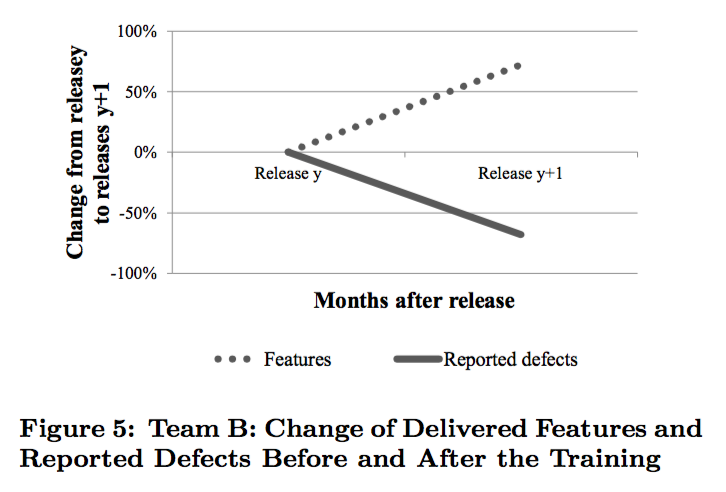 100%
Change from releasey
to releases y+1
50%
0%
Release y
Release y+1
-50%
-100%
Months after release
Features
Reported defects
Figure 5: Team B: Change of Delivered Features and
Reported Defects Before and After the Training